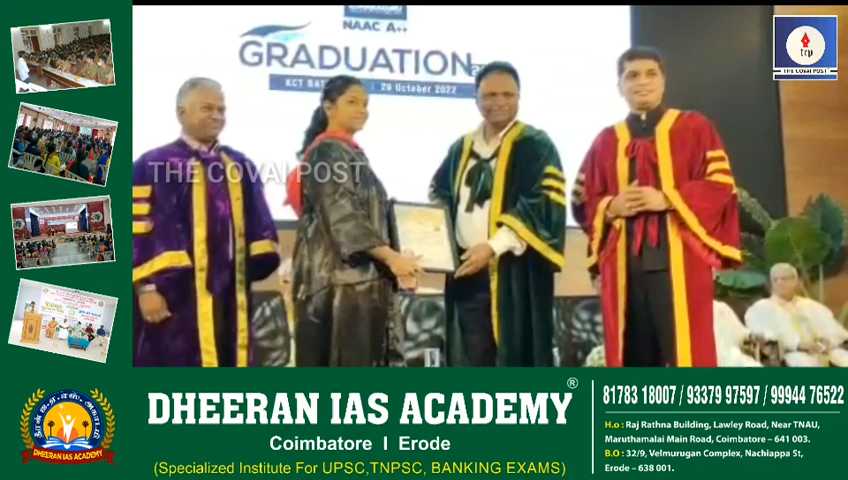 NAAC A++
GRADUATION
KCT BAT
29 October 2022
tcp
THE COVAI POST
THE COVAI POST
DHEERAN IAS ACADEMY
DHEERAN IAS ACADEMY®
Coimbatore I Erode
(Specialized Institute For UPSC,TNPSC, BANKING EXAMS)
81783 18007 / 93379 97597 / 99944 76522
H.o : Raj Rathna Building, Lawley Road, Near TNAU,
Maruthamalai Main Road, Coimbatore – 641 003.
B.O : 32/9, Velmurugan Complex, Nachiappa St,
Erode – 638 001.